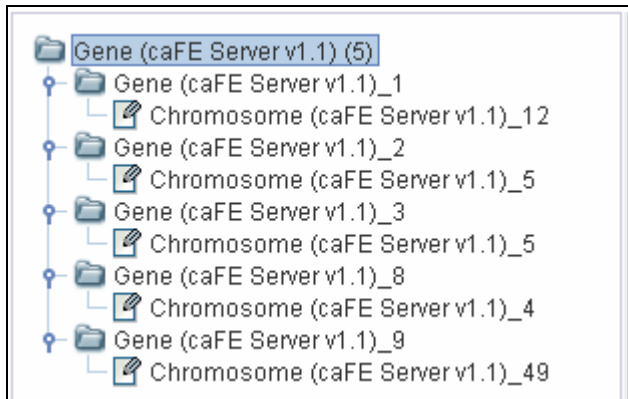 Gene (caFE Server v1.1) (5)
Gene (caFE Server v1.1)_1
Chromosome (caFE Server v1.1)_12
Gene (caFE Server v1.1)_2
Chromosome (caFE Server v1.1)_5
Gene (caFE Server v1.1)_3
Chromosome (caFE Server v1.1)_5
Gene (caFE Server v1.1)_8
Chromosome (caFE Server v1.1)_4
Gene (caFE Server v1.1)_9
Chromosome (caFE Server v1.1)_49